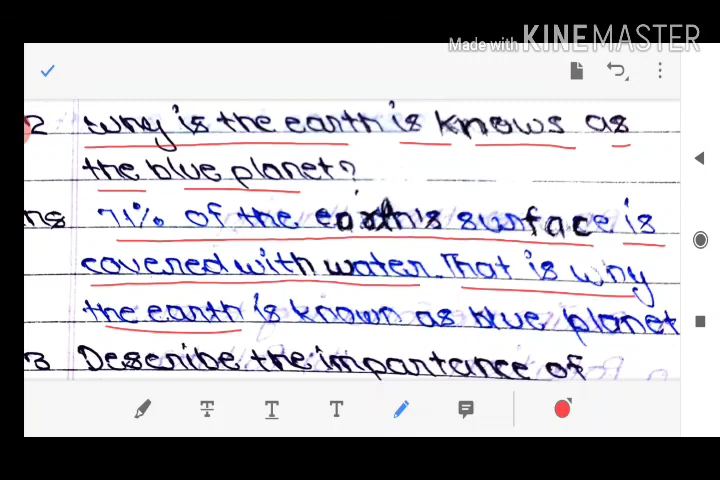 Made with KINEMASTER
2 why is the earth is knows as
the blue planet?
ns 71% of the earth's surface is
covered with water. That is why
the earth is known as blue planet
3 Describe the importance of